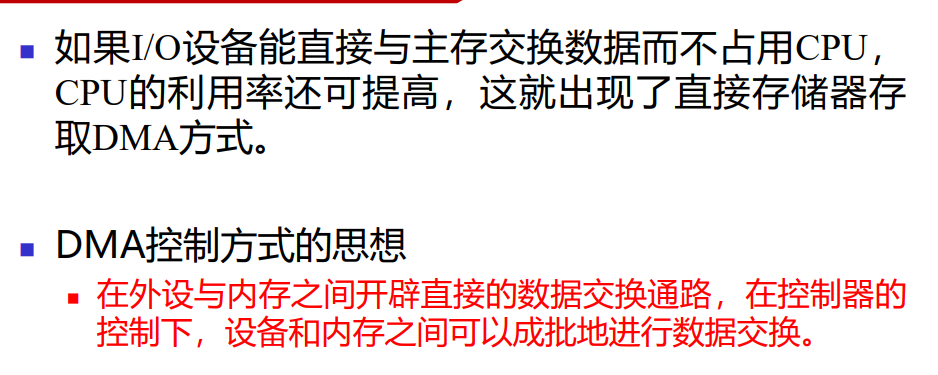 如果I/O设备能直接与主存交换数据而不占用CPU，
CPU的利用率还可提高，这就出现了直接存储器存
取DMA方式。
DMA控制方式的思想
在外设与内存之间开辟直接的数据交换通路，在控制器的
控制下，设备和内存之间可以成批地进行数据交换。